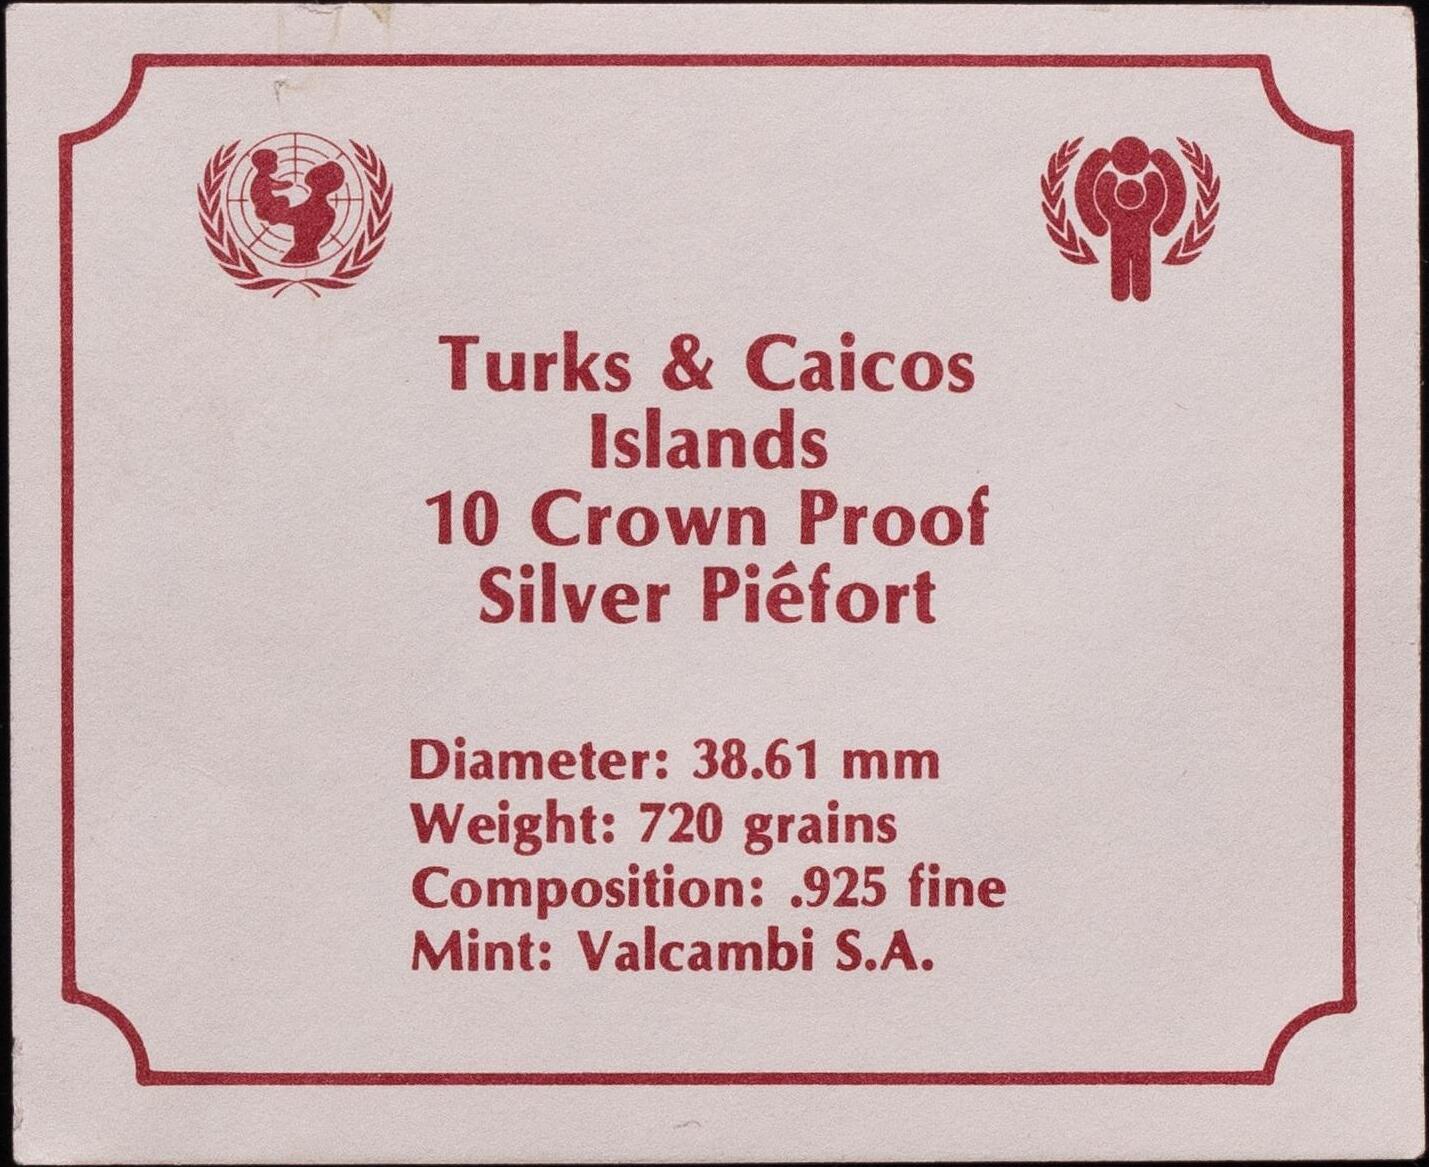 Turks & Caicos
Islands
10 Crown Proof
Silver Piéfort
Diameter: 38.61 mm
Weight: 720 grains
Composition: .925 fine
Mint: Valcambi S.A.